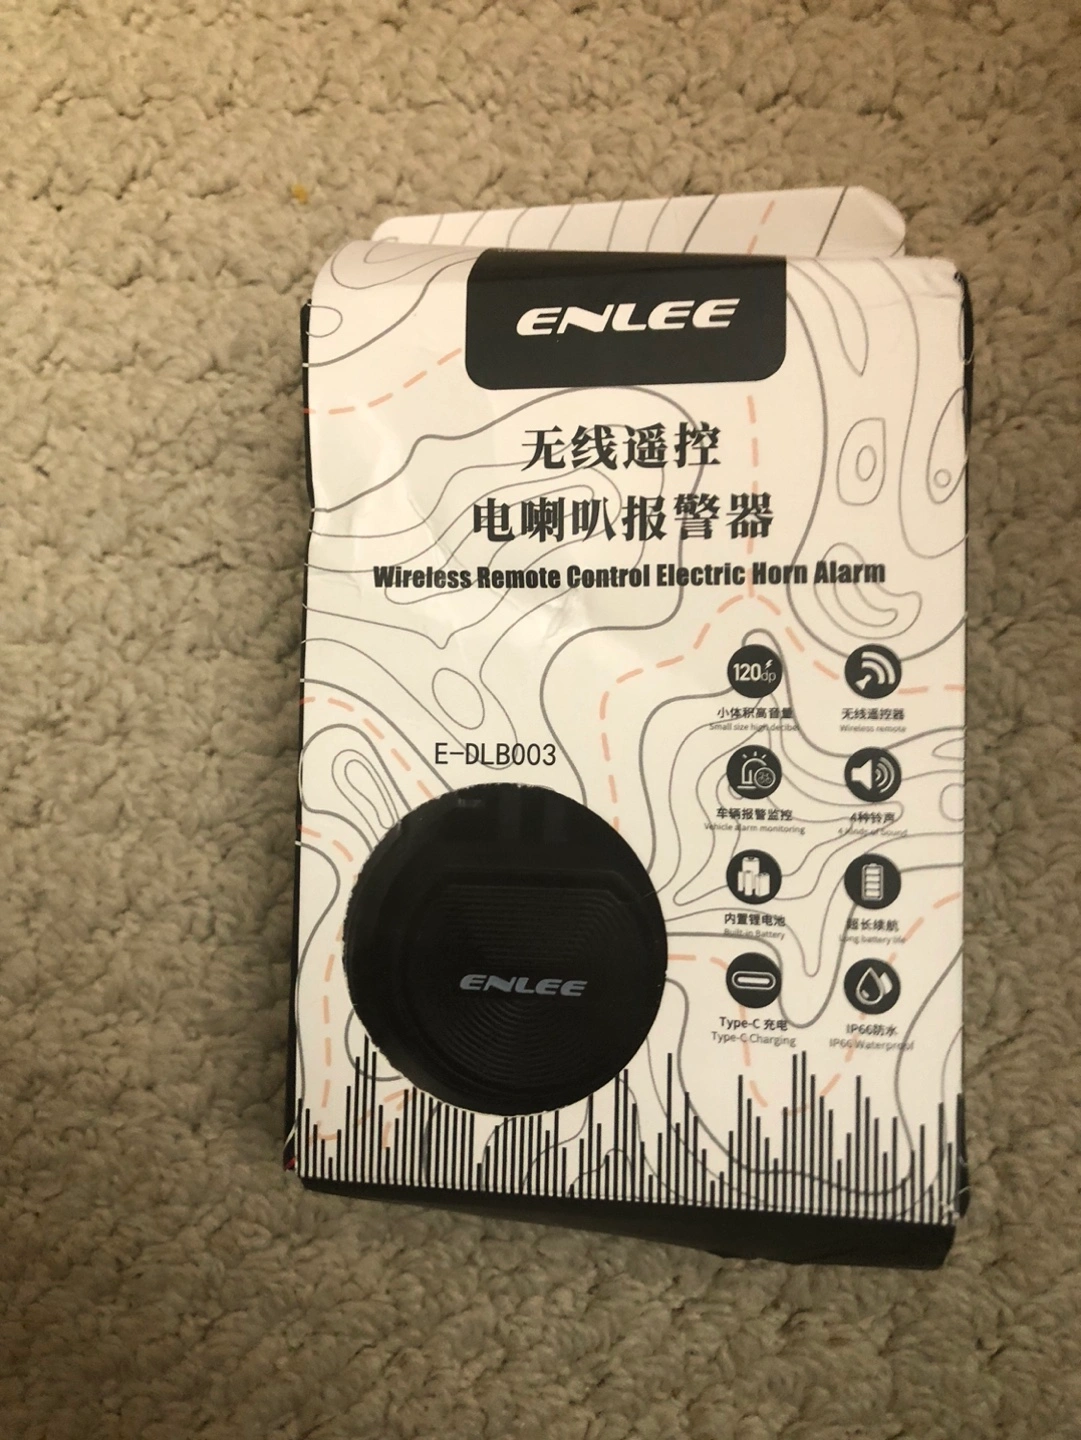 ENLEE
无线遥控
电喇叭报警器
Wireless Remote Control Electric Horn Alarm
120dp
小体积高音量
Small size high decibel
无线遥控器
Wireless remote
车辆报警监控
Vehicle alarm monitoring
4种铃声
4 Kinds of Sound
内置锂电池
Built-in Battery
超长续航
Long battery life
Type-C 充电
Type-C Charging
IP66防水
IP66 Waterproof
E-DLB003
ENLEE